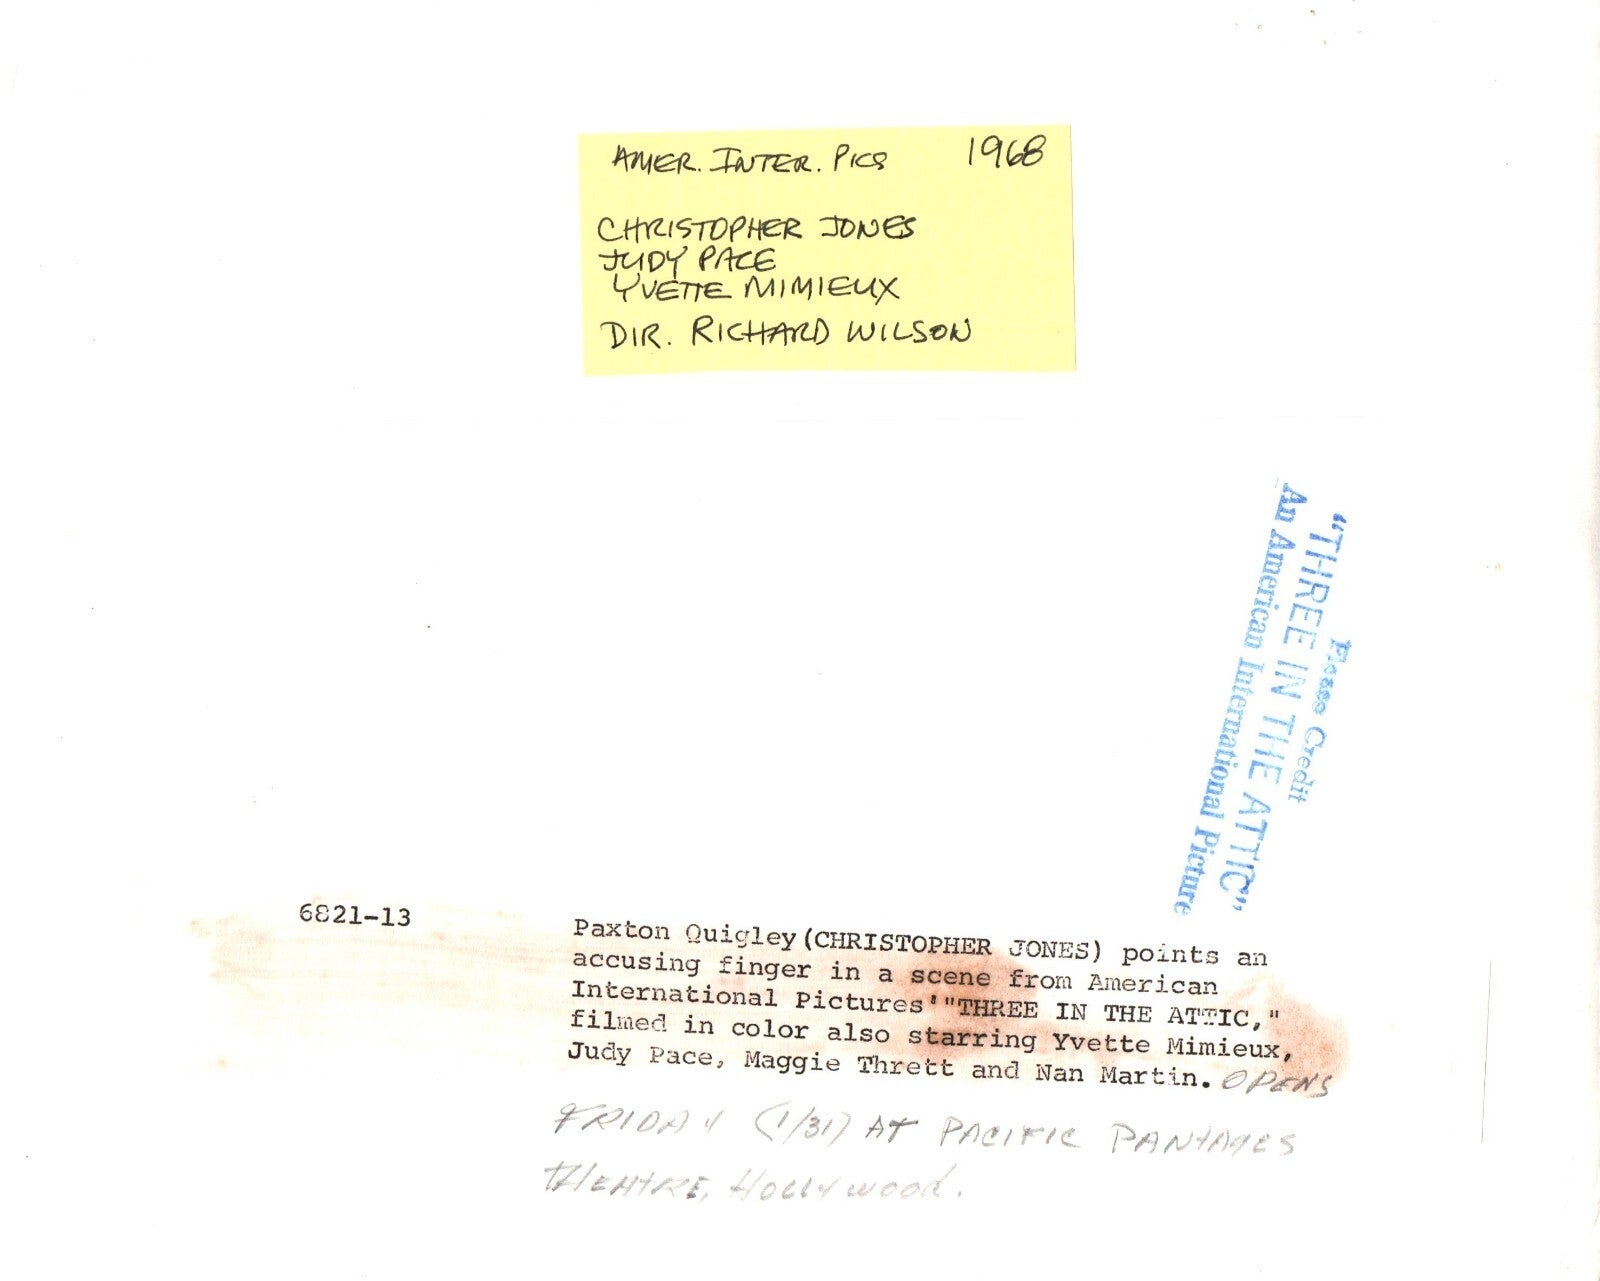 AMER. INTER. PICS 1968
CHRISTOPHER JONES
JUDY PACE
YVETTE MIMIEUX
DIR. RICHARD WILSON
Please Credit
"THREE IN THE ATTIC"
An American International Picture
6821-13
Paxton Quigley (CHRISTOPHER JONES) points an
accusing finger in a scene from American
International Pictures' "THREE IN THE ATTIC,"
filmed in color also starring Yvette Mimieux,
Judy Pace, Maggie Thrett and Nan Martin. OPENS
FRIDAY (1/31) AT PACIFIC PANTAGES
THEATRE, HOLLYWOOD.